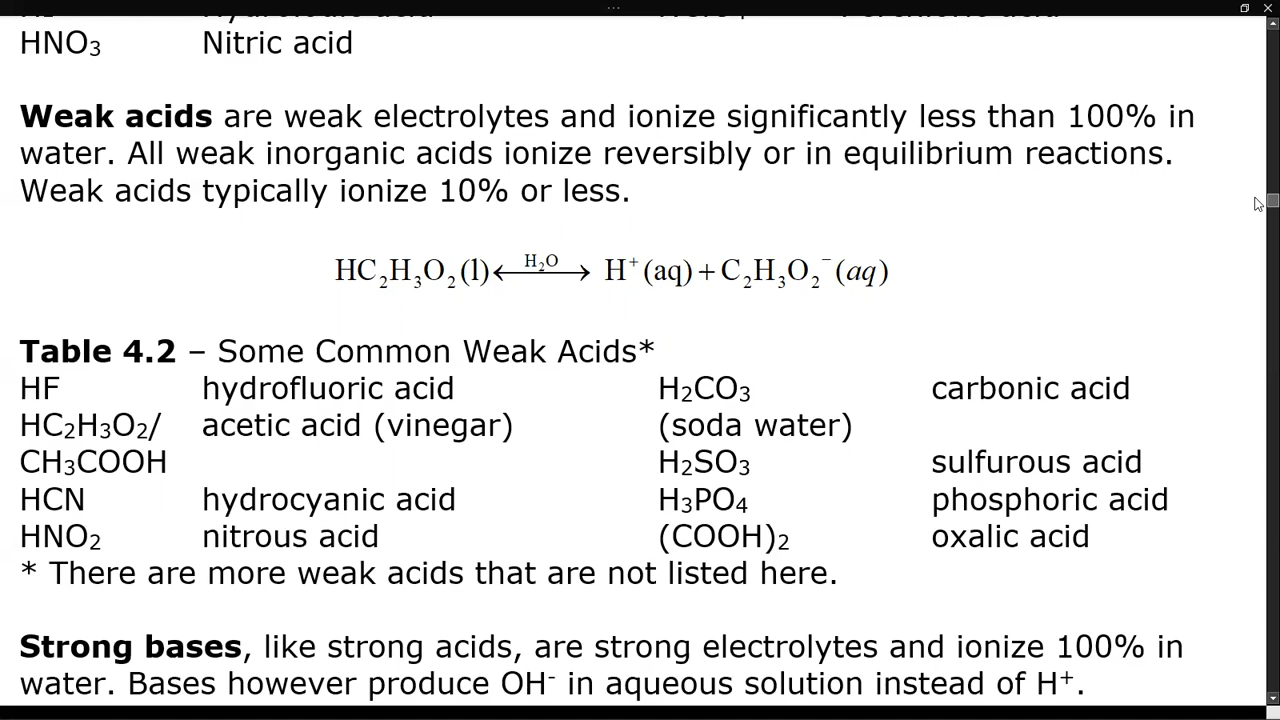 HNO₃ Nitric acid
Weak acids are weak electrolytes and ionize significantly less than 100% in
water. All weak inorganic acids ionize reversibly or in equilibrium reactions.
Weak acids typically ionize 10% or less.
HC₂H₃O₂(l) ⟷ H₂O H⁺(aq) + C₂H₃O₂⁻(aq)
Table 4.2 – Some Common Weak Acids*
HF hydrofluoric acid H₂CO₃ carbonic acid
HC₂H₃O₂/ acetic acid (vinegar) (soda water)
CH₃COOH H₂SO₃ sulfurous acid
HCN hydrocyanic acid H₃PO₄ phosphoric acid
HNO₂ nitrous acid (COOH)₂ oxalic acid
* There are more weak acids that are not listed here.
Strong bases, like strong acids, are strong electrolytes and ionize 100% in
water. Bases however produce OH⁻ in aqueous solution instead of H⁺.